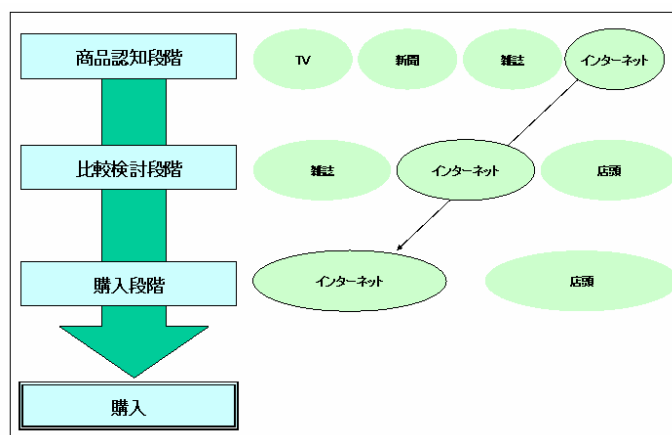 商品認知段階
TV
新聞
雑誌
インターネット
比較検討段階
雑誌
インターネット
店頭
購入段階
インターネット
店頭
購入